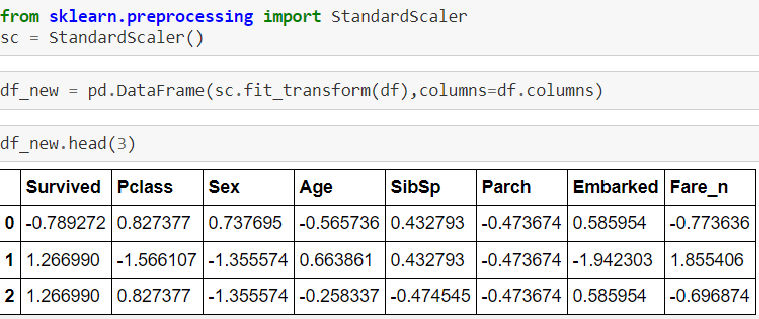 from sklearn.preprocessing import StandardScaler
sc = StandardScaler()
df_new = pd.DataFrame(sc.fit_transform(df),columns=df.columns)
df_new.head(3)
Survived Pclass Sex Age SibSp Parch Embarked Fare_n
0 -0.789272 0.827377 0.737695 -0.565736 0.432793 -0.473674 0.585954 -0.773636
1 1.266990 -1.566107 -1.355574 0.663861 0.432793 -0.473674 -1.942303 1.855406
2 1.266990 0.827377 -1.355574 -0.258337 -0.474545 -0.473674 0.585954 -0.696874